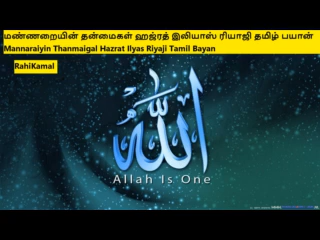 மண்ணறையின் தன்மைகள் ஹஜ்ரத் இலியாஸ் ரியாஜி தமிழ் பயான்
Mannaraiyin Thanmaigal Hazrat Ilyas Riyaji Tamil Bayan
RahiKamal
الله
Allah Is One